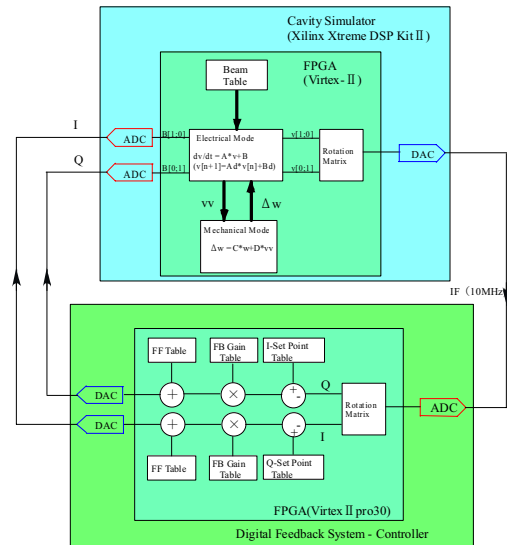 Cavity Simulator
(Xilinx Xtreme DSP Kit Ⅱ)
FPGA
(Virtex-Ⅱ)
Beam
Table
I
ADC
B[1;0]
Electrical Mode
dv/dt =A*v+B
(v[n+1]=Ad*v[n]+Bd)
v[1;0]
Rotation
Matrix
DAC
Q
ADC
B[0;1]
v[0;1]
vv
Δw
Mechanical Mode
Δw =C*w+D*vv
IF (10MHz)
FF Table
FB Gain
Table
I-Set Point
Table
DAC
+
×
+
-
Q
Rotation
Matrix
ADC
DAC
+
×
-
+
I
FF Table
FB Gain
Table
Q-Set Point
Table
FPGA(Virtex Ⅱ pro30)
Digital Feedback System - Controller